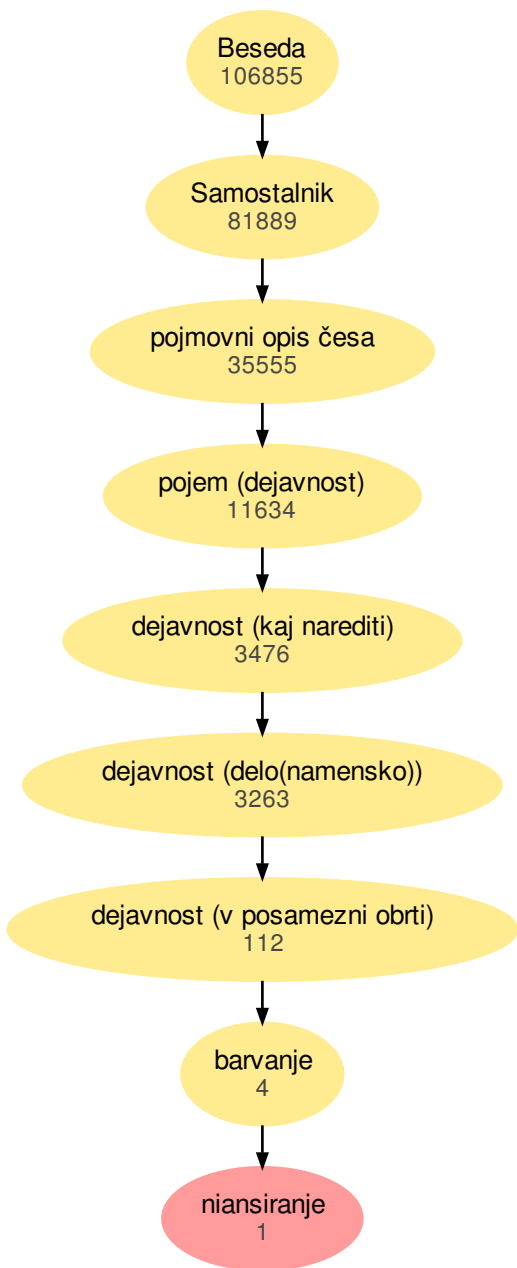 Beseda
106855
Samostalnik
81889
pojmovni opis česa
35555
pojem (dejavnost)
11634
dejavnost (kaj narediti)
3476
dejavnost (delo(namensko))
3263
dejavnost (v posamezni obrti)
112
barvanje
4
niansiranje
1